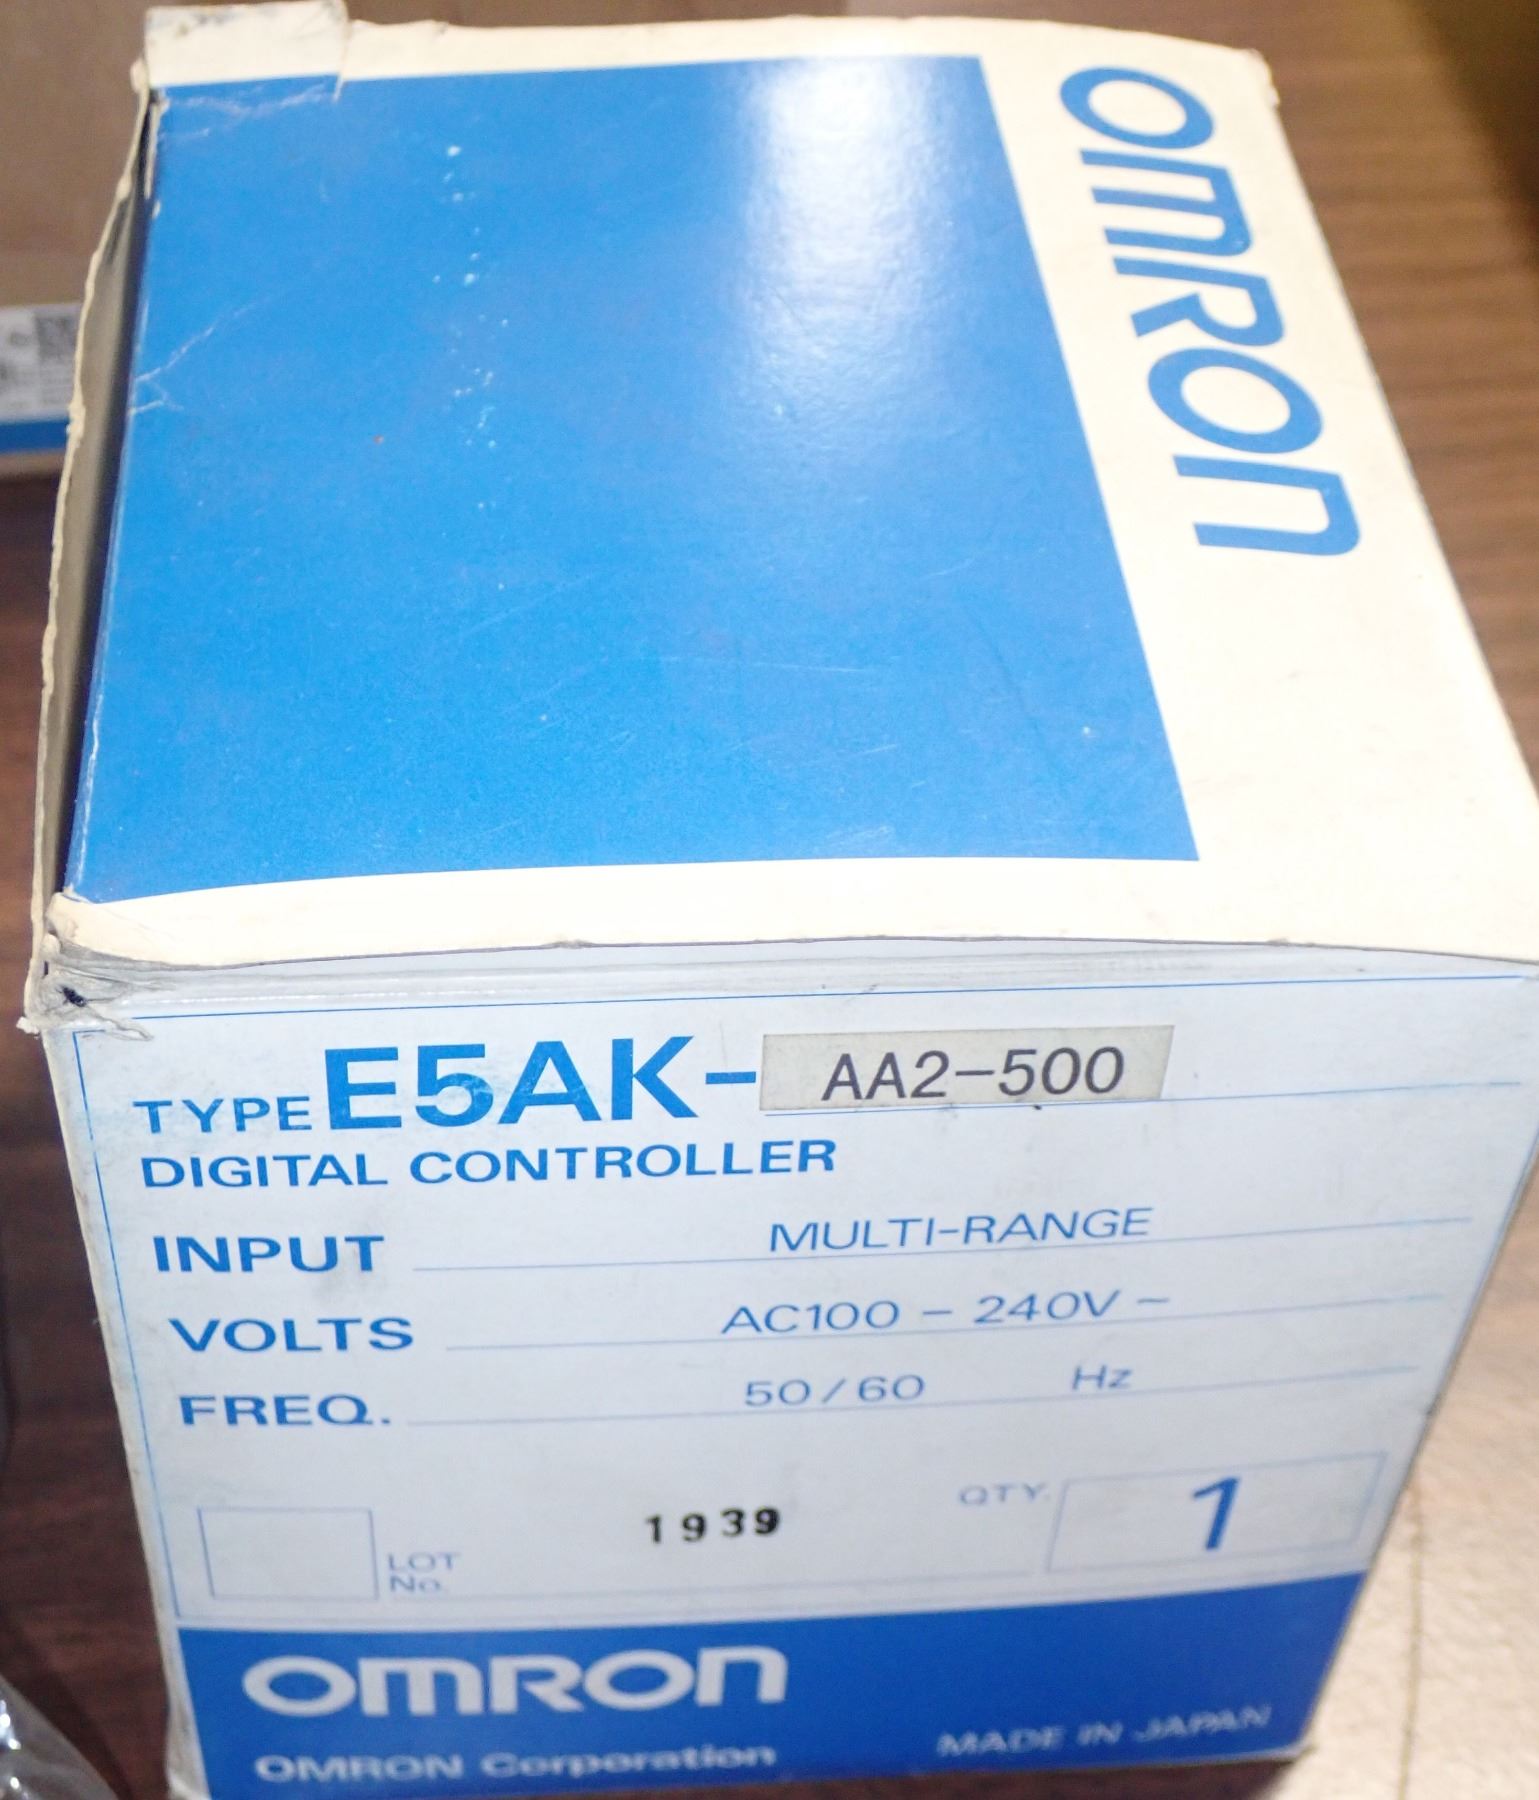 OMRON
TYPE E5AK-AA2-500
DIGITAL CONTROLLER
INPUT MULTI-RANGE
VOLTS AC100 - 240V ~
FREQ. 50/60 Hz
LOT No. 1939 QTY. 1
OMRON
OMRON Corporation MADE IN JAPAN